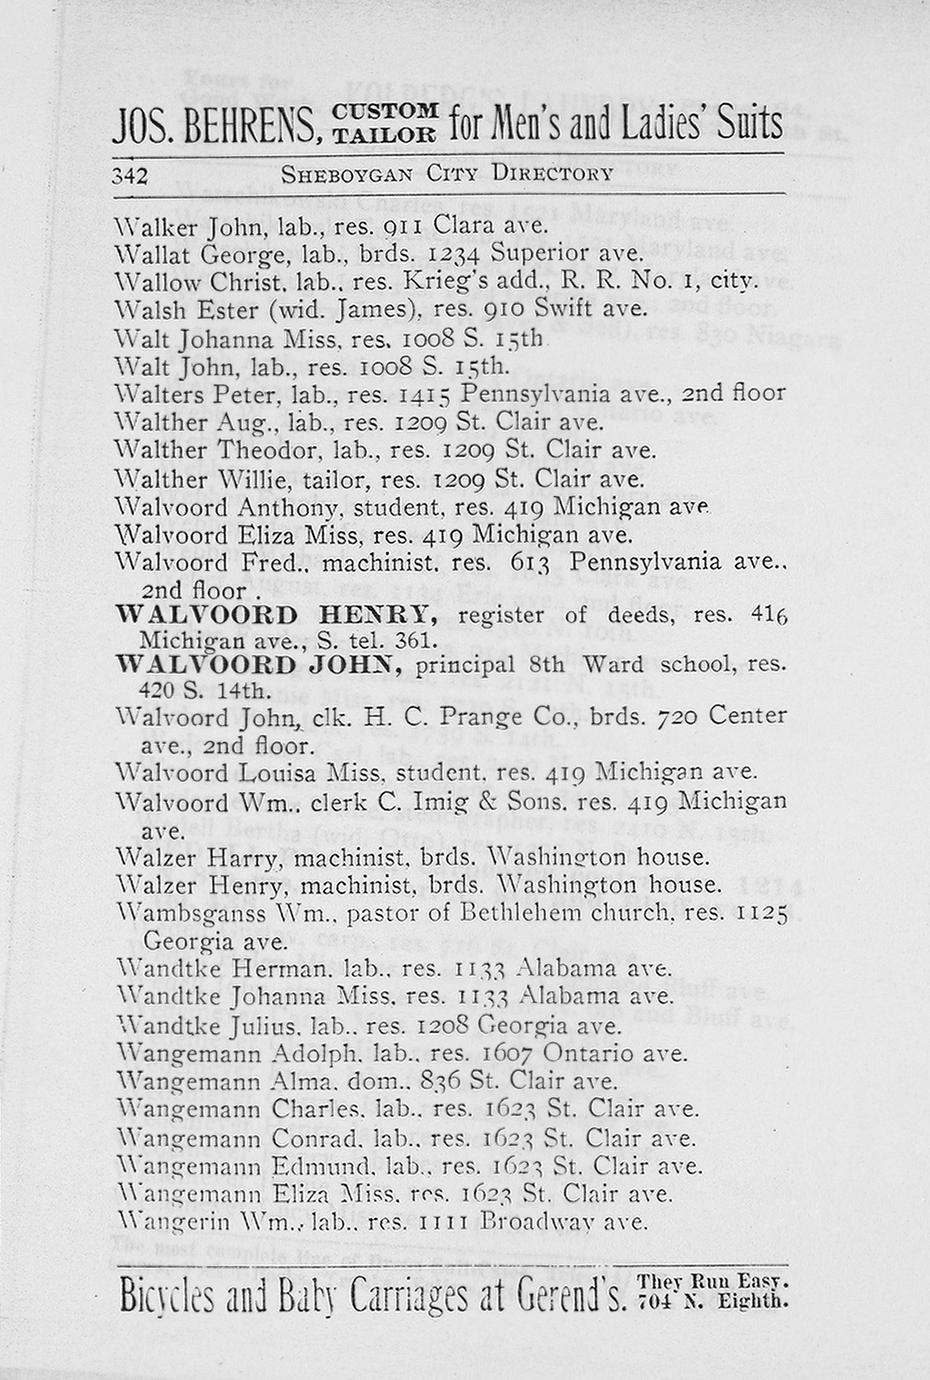 JOS. BEHRENS, CUSTOM TAILOR for Men's and Ladies' Suits
342 SHEBOYGAN CITY DIRECTORY
Walker John, lab., res. 911 Clara ave.
Wallat George, lab., brds. 1234 Superior ave.
Wallow Christ, lab., res. Krieg's add., R. R. No. 1, city.
Walsh Ester (wid. James), res. 910 Swift ave.
Walt Johanna Miss, res. 1008 S. 15th
Walt John, lab., res. 1008 S. 15th.
Walters Peter, lab., res. 1415 Pennsylvania ave., 2nd floor
Walther Aug., lab., res. 1209 St. Clair ave.
Walther Theodor, lab., res. 1209 St. Clair ave.
Walther Willie, tailor, res. 1209 St. Clair ave.
Walvoord Anthony, student, res. 419 Michigan ave
Walvoord Eliza Miss, res. 419 Michigan ave.
Walvoord Fred., machinist, res. 613 Pennsylvania ave.,
2nd floor .
WALVOORD HENRY, register of deeds, res. 416
Michigan ave., S. tel. 361.
WALVOORD JOHN, principal 8th Ward school, res.
420 S. 14th.
Walvoord John, clk. H. C. Prange Co., brds. 720 Center
ave., 2nd floor.
Walvoord Louisa Miss, student, res. 419 Michigan ave.
Walvoord Wm., clerk C. Imig & Sons, res. 419 Michigan
ave.
Walzer Harry, machinist, brds. Washington house.
Walzer Henry, machinist, brds. Washington house.
Wambsganss Wm., pastor of Bethlehem church, res. 1125
Georgia ave.
Wandtke Herman, lab., res. 1133 Alabama ave.
Wandtke Johanna Miss, res. 1133 Alabama ave.
Wandtke Julius, lab., res. 1208 Georgia ave.
Wangemann Adolph, lab., res. 1607 Ontario ave.
Wangemann Alma, dom., 836 St. Clair ave.
Wangemann Charles, lab., res. 1623 St. Clair ave.
Wangemann Conrad, lab., res. 1623 St. Clair ave.
Wangemann Edmund, lab., res. 1623 St. Clair ave.
Wangemann Eliza Miss, res. 1623 St. Clair ave.
Wangerin Wm., lab., res. 1111 Broadway ave.
Bicycles and Baby Carriages at Gerend's. They Run Easy. 704 N. Eighth.